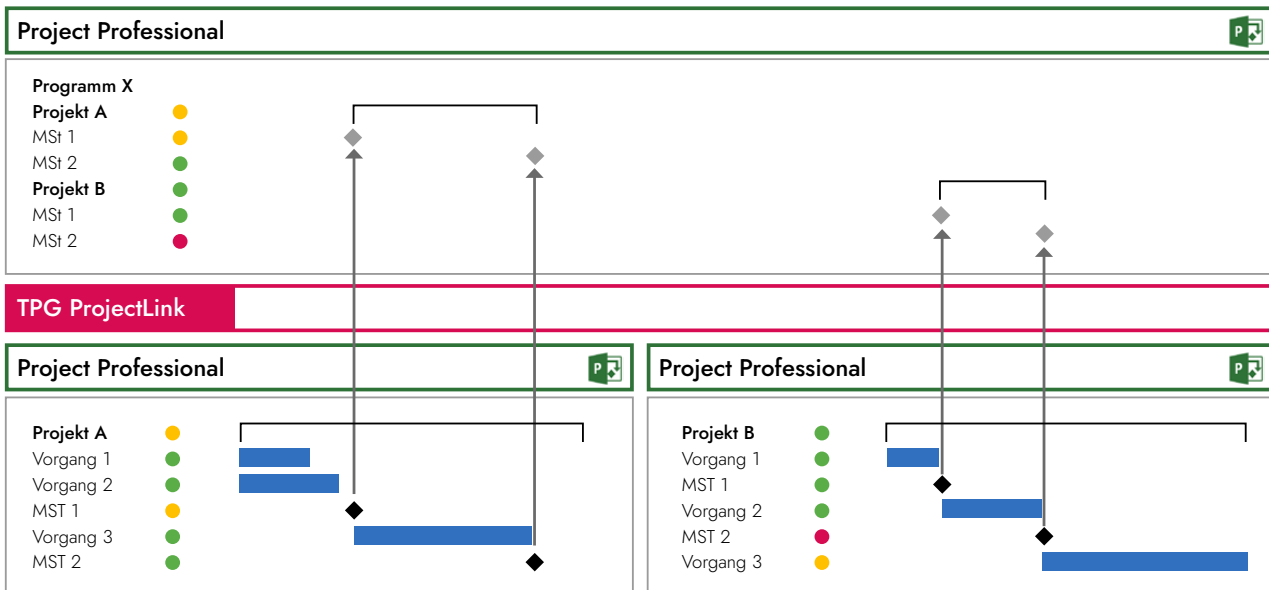 Project Professional
P
Programm X
Projekt A
MSt 1
MSt 2
Projekt B
MSt 1
MSt 2
TPG ProjectLink
Project Professional
P
Projekt A
Vorgang 1
Vorgang 2
MST 1
Vorgang 3
MST 2
Project Professional
P
Projekt B
Vorgang 1
MST 1
Vorgang 2
MST 2
Vorgang 3